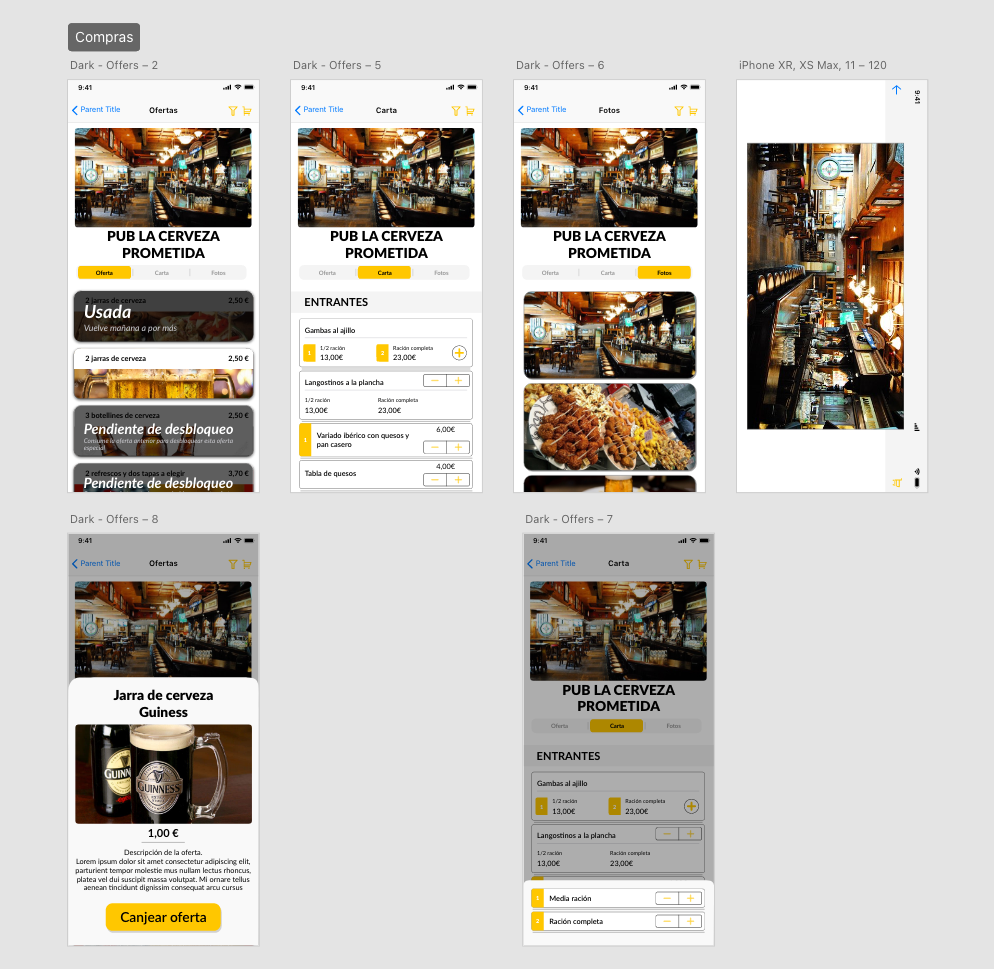 Compras
Dark - Offers – 2
9:41
Parent Title
Ofertas
PUB LA CERVEZA
PROMETIDA
Oferta
Carta
Fotos
2 jarras de cerveza
2,50 €
Usada
Vuelve mañana a por más
2 jarras de cerveza
2,50 €
3 botellines de cerveza
2,50 €
Pendiente de desbloqueo
Consume la oferta anterior para desbloquear esta oferta
especial
2 refrescos y dos tapas a elegir
3,70 €
Pendiente de desbloqueo
Dark - Offers – 5
9:41
Parent Title
Carta
PUB LA CERVEZA
PROMETIDA
Oferta
Carta
Fotos
ENTRANTES
Gambas al ajillo
1
1/2 ración
13,00€
2
Ración completa
23,00€
Langostinos a la plancha
1/2 ración
13,00€
Ración completa
23,00€
1
Variado ibérico con quesos y
pan casero
6,00€
Tabla de quesos
4,00€
Dark - Offers – 6
9:41
Parent Title
Fotos
PUB LA CERVEZA
PROMETIDA
Oferta
Carta
Fotos
iPhone XR, XS Max, 11 – 120
9:41
Dark - Offers – 8
9:41
Parent Title
Ofertas
Jarra de cerveza
Guiness
GUINN
GUINNESS
1,00 €
Descripción de la oferta.
Lorem ipsum dolor sit amet consectetur adipiscing elit,
parturient tempor molestie mus nullam lectus rhoncus,
platea vel dui suscipit massa volutpat. Mi ornare tellus
aenean tincidunt dignissim consequat arcu cursus
Canjear oferta
Dark - Offers – 7
9:41
Parent Title
Carta
PUB LA CERVEZA
PROMETIDA
Oferta
Carta
Fotos
ENTRANTES
Gambas al ajillo
1
1/2 ración
13,00€
2
Ración completa
23,00€
Langostinos a la plancha
1/2 ración
13,00€
Ración completa
23,00€
1
Media ración
2
Ración completa